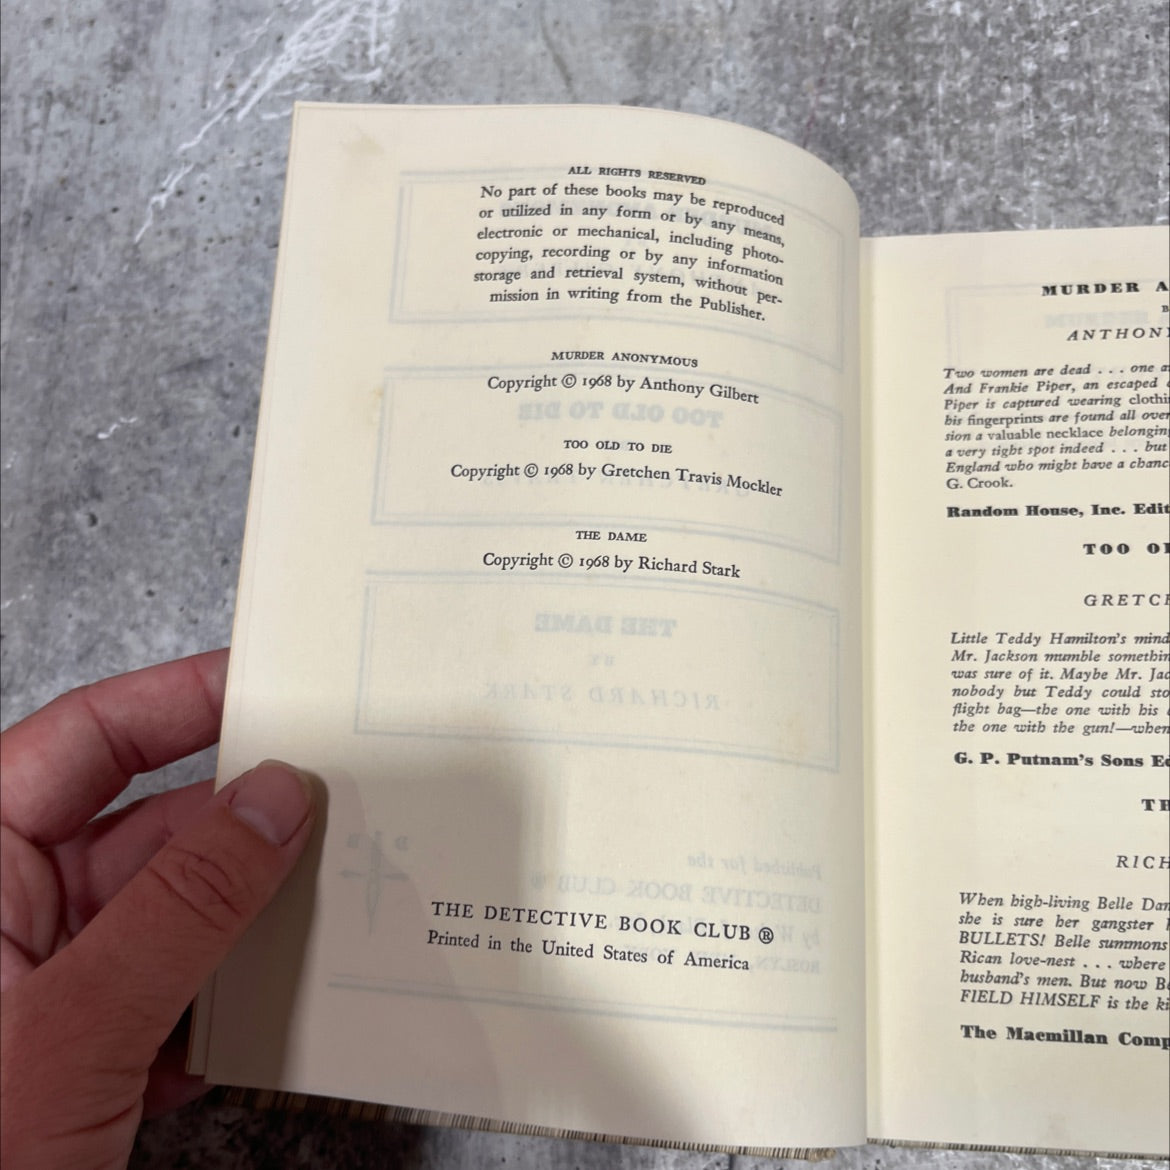 ALL RIGHTS RESERVED
No part of these books may be reproduced
or utilized in any form or by any means,
electronic or mechanical, including photo-
copying, recording or by any information
storage and retrieval system, without per-
mission in writing from the Publisher.
MURDER ANONYMOUS
Copyright © 1968 by Anthony Gilbert
TOO OLD TO DIE
Copyright © 1968 by Gretchen Travis Mockler
THE DAME
Copyright © 1968 by Richard Stark
THE DETECTIVE BOOK CLUB ®
Printed in the United States of America
MURDER A
B
ANTHONY
Two women are dead . . . one a
And Frankie Piper, an escaped
Piper is captured wearing clothi
his fingerprints are found all over
sion a valuable necklace belonging
a very tight spot indeed . . . but
England who might have a chanc
G. Crook.
Random House, Inc. Edit
TOO OL
GRETCH
Little Teddy Hamilton's mind
Mr. Jackson mumble somethin
was sure of it. Maybe Mr. Jac
nobody but Teddy could sto
flight bag—the one with his
the one with the gun!—when
G. P. Putnam's Sons Ed
TH
RICH
When high-living Belle Dan
she is sure her gangster
BULLETS! Belle summons
Rican love-nest . . . where
husband's men. But now Be
FIELD HIMSELF is the ki
The Macmillan Comp